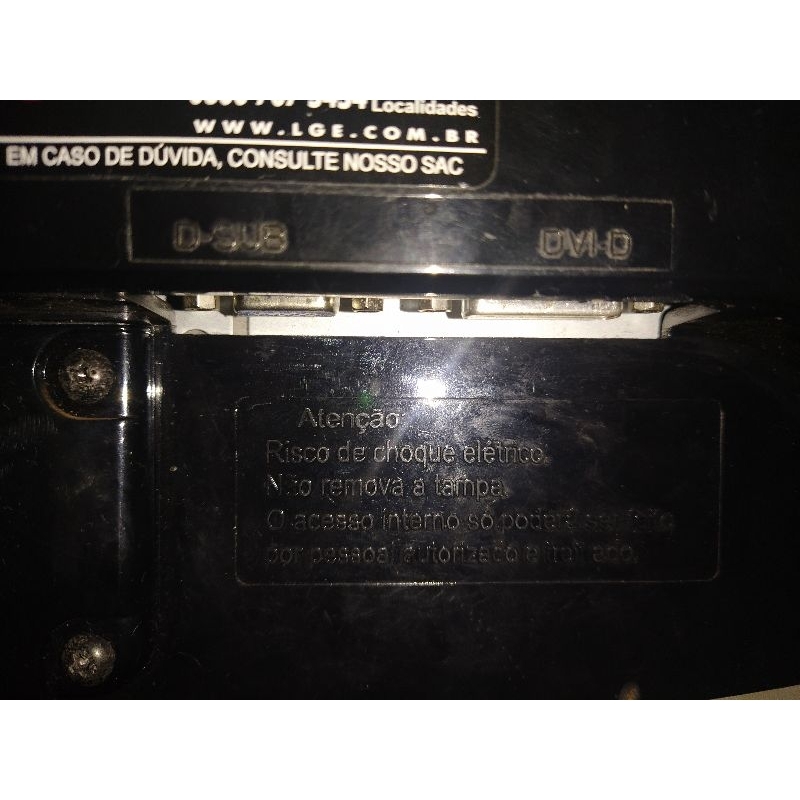 Localidades
WWW.LGE.COM.BR
EM CASO DE DÚVIDA, CONSULTE NOSSO SAC
D-SUB DVI-D
Atenção
Risco de choque elétrico.
Não remova a tampa.
O acesso interno só poderá ser feito
por pessoal autorizado e treinado.